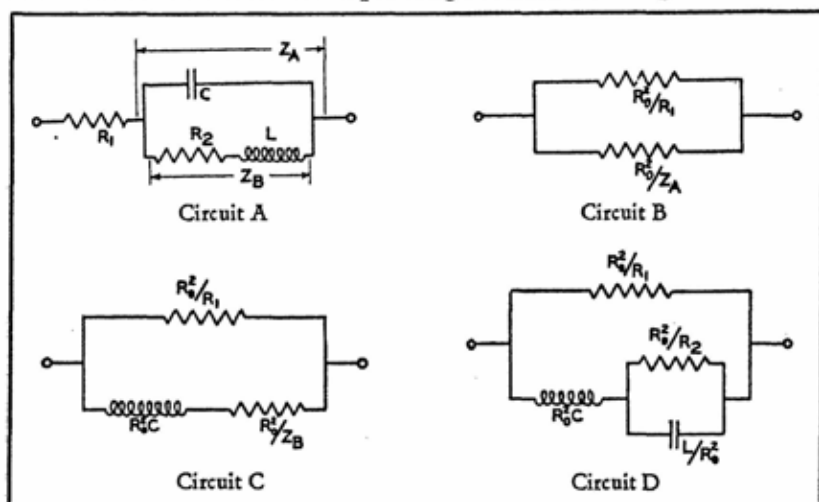 Z_A
C
R_1
R_2
L
Z_B
Circuit A
R_0^2/R_1
R_0^2/Z_A
Circuit B
R_0^2/R_1
R_0^2C
R_0^2/Z_B
Circuit C
R_0^2/R_1
R_0^2/R_2
R_0^2C
L/R_0^2
Circuit D